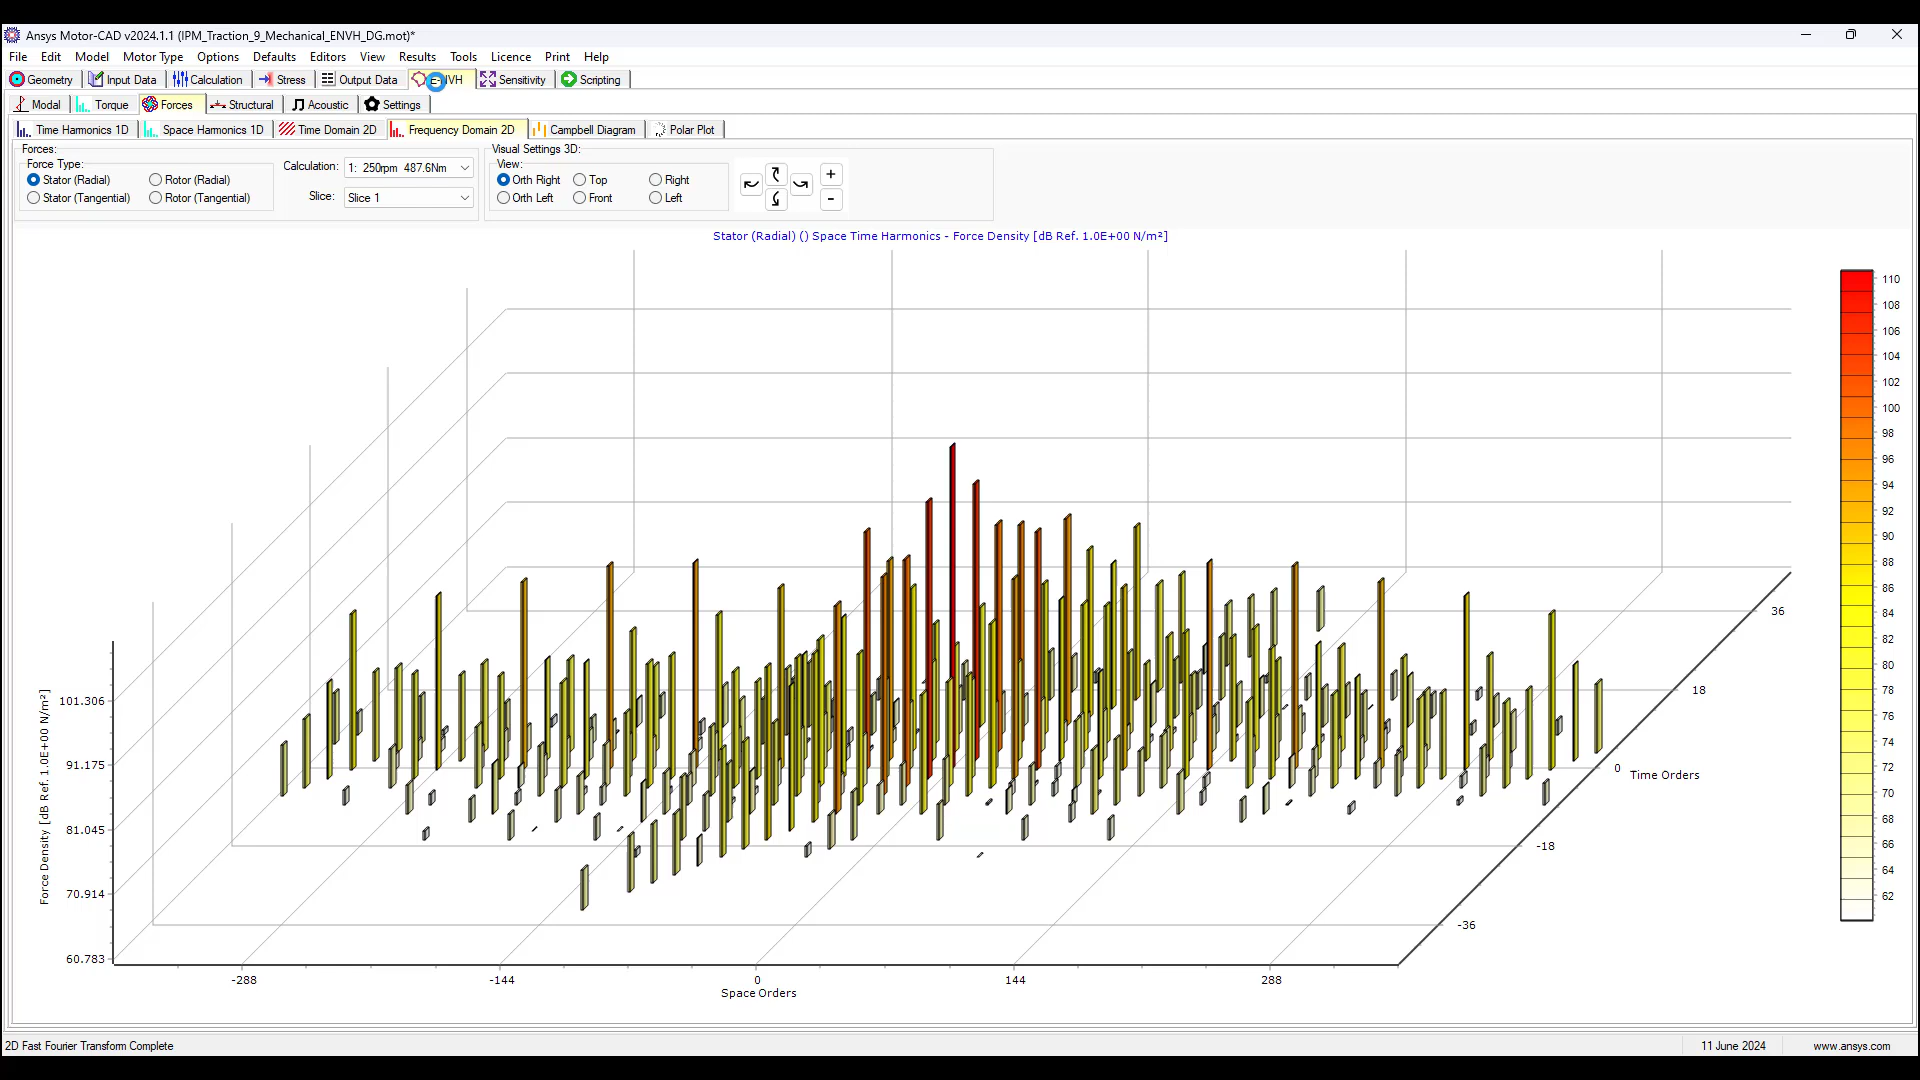 Ansys Motor-CAD v2024.1.1 (IPM_Traction_9_Mechanical_ENVH_DG.mot)*
File Edit Model Motor Type Options Defaults Editors View Results Tools Licence Print Help
Geometry Input Data Calculation Stress Output Data E-NVH Sensitivity Scripting
Modal Torque Forces Structural Acoustic Settings
Time Harmonics 1D Space Harmonics 1D Time Domain 2D Frequency Domain 2D Campbell Diagram Polar Plot
Forces: Visual Settings 3D:
Force Type: Calculation: 1: 250rpm 487.6Nm View:
Stator (Radial) Rotor (Radial) Orth Right Top Right + 
Stator (Tangential) Rotor (Tangential) Slice: Slice 1 Orth Left Front Left -
Stator (Radial) () Space Time Harmonics - Force Density [dB Ref. 1.0E+00 N/m²]
110
108
106
104
102
100
98
96
94
92
90
88
86
84
82
80
78
76
74
72
70
68
66
64
62
Force Density [dB Ref. 1.0E+00 N/m²]
101.306
91.175
81.045
70.914
60.783
36
18
0
-18
-36
Time Orders
-288 -144 0 144 288
Space Orders
2D Fast Fourier Transform Complete 11 June 2024 www.ansys.com